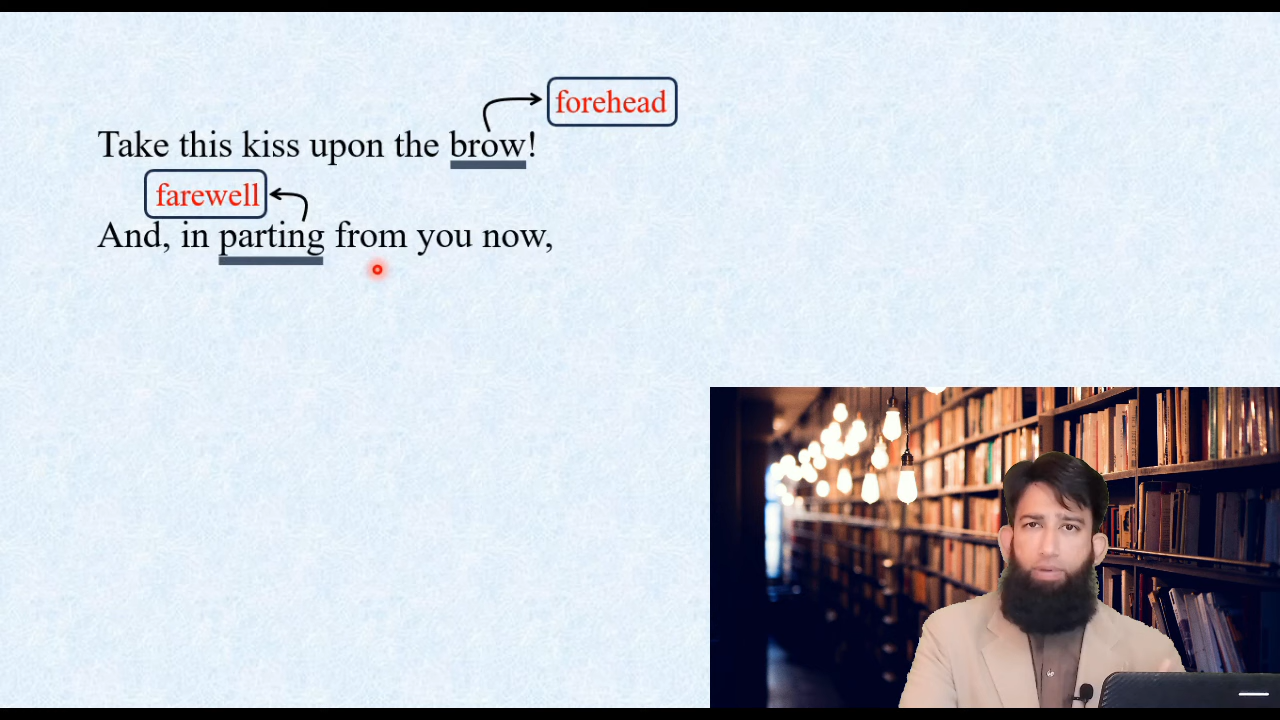 forehead
Take this kiss upon the brow!
farewell
And, in parting from you now,